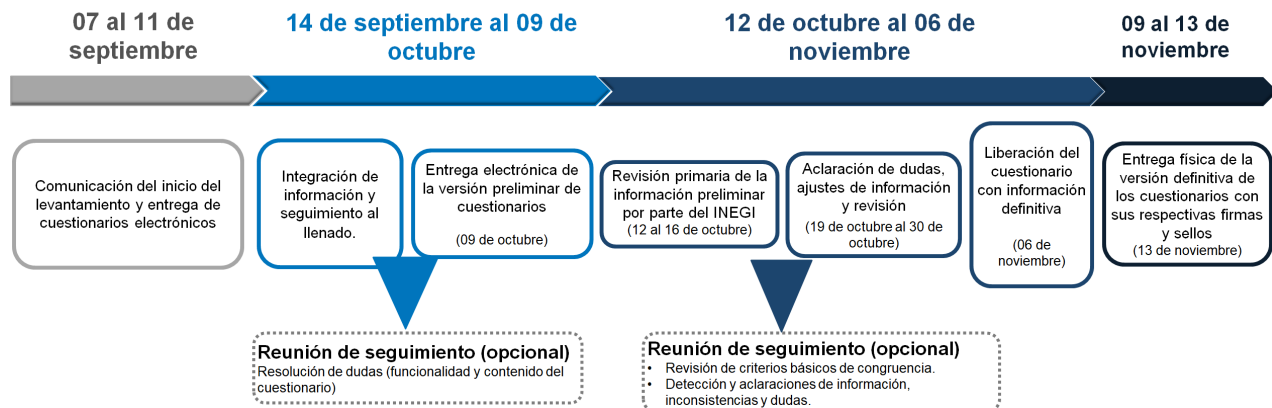 07 al 11 de
septiembre
14 de septiembre al 09 de
octubre
12 de octubre al 06 de
noviembre
09 al 13 de
noviembre
Comunicación del inicio del
levantamiento y entrega de
cuestionarios electrónicos
Integración de
información y
seguimiento al
llenado.
Entrega electrónica de
la versión preliminar de
cuestionarios
(09 de octubre)
Revisión primaria de la
información preliminar
por parte del INEGI
(12 al 16 de octubre)
Aclaración de dudas,
ajustes de información
y revisión
(19 de octubre al 30 de
octubre)
Liberación del
cuestionario
con información
definitiva
(06 de
noviembre)
Entrega física de la
versión definitiva de
los cuestionarios con
sus respectivas firmas
y sellos
(13 de noviembre)
Reunión de seguimiento (opcional)
Resolución de dudas (funcionalidad y contenido del
cuestionario)
Reunión de seguimiento (opcional)
• Revisión de criterios básicos de congruencia.
• Detección y aclaraciones de información,
inconsistencias y dudas.